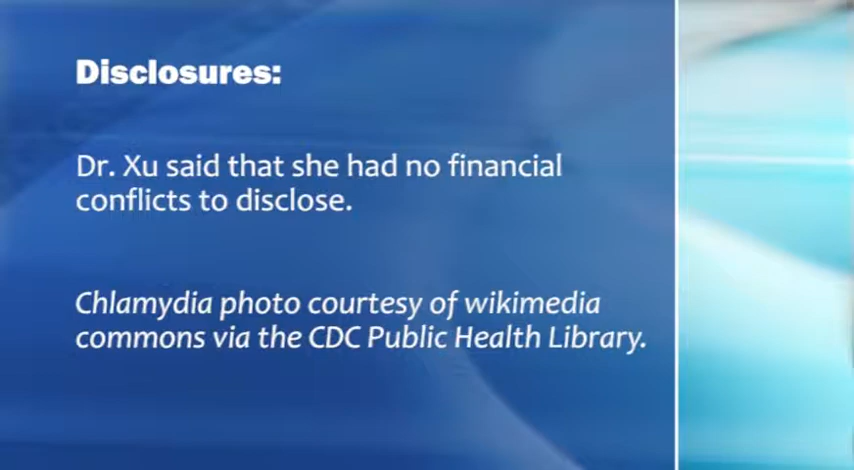 Disclosures:
Dr. Xu said that she had no financial
conflicts to disclose.
Chlamydia photo courtesy of wikimedia
commons via the CDC Public Health Library.